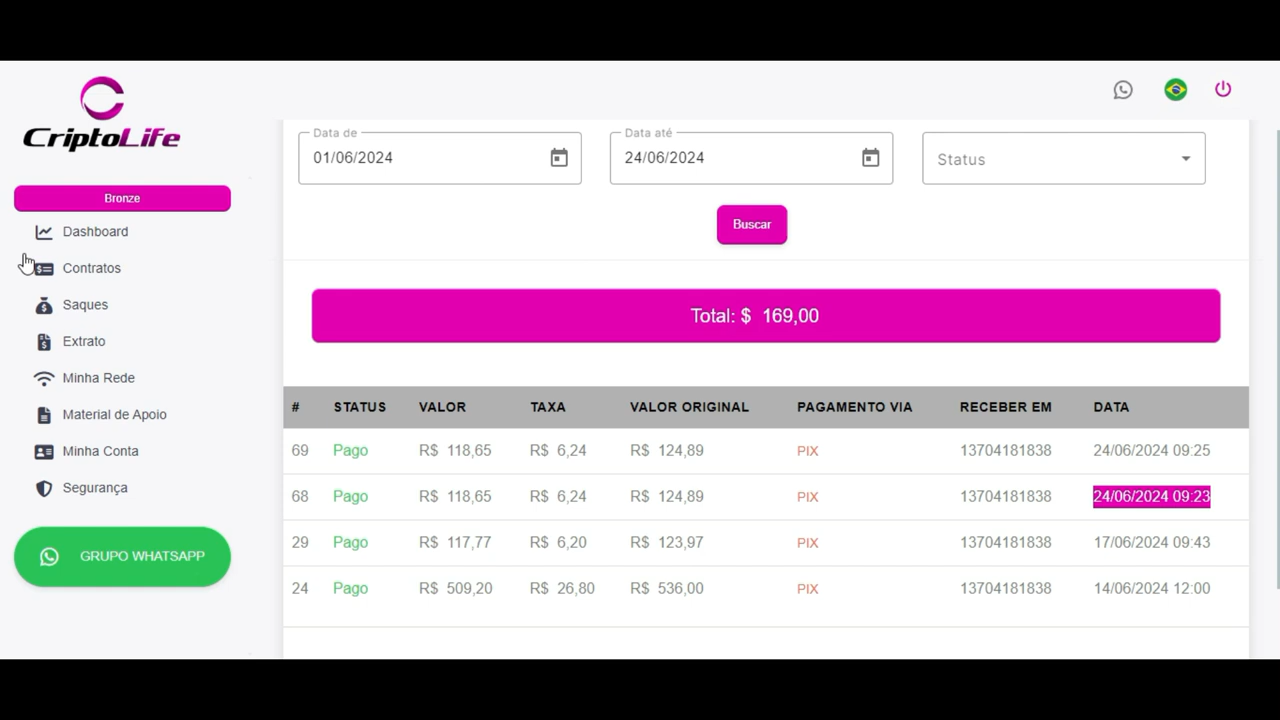 CriptoLife
Bronze
Dashboard
Contratos
Saques
Extrato
Minha Rede
Material de Apoio
Minha Conta
Segurança
GRUPO WHATSAPP
Data de
01/06/2024
Data até
24/06/2024
Status
Buscar
Total: $ 169,00
# STATUS VALOR TAXA VALOR ORIGINAL PAGAMENTO VIA RECEBER EM DATA
69 Pago R$ 118,65 R$ 6,24 R$ 124,89 PIX 13704181838 24/06/2024 09:25
68 Pago R$ 118,65 R$ 6,24 R$ 124,89 PIX 13704181838 24/06/2024 09:23
29 Pago R$ 117,77 R$ 6,20 R$ 123,97 PIX 13704181838 17/06/2024 09:43
24 Pago R$ 509,20 R$ 26,80 R$ 536,00 PIX 13704181838 14/06/2024 12:00